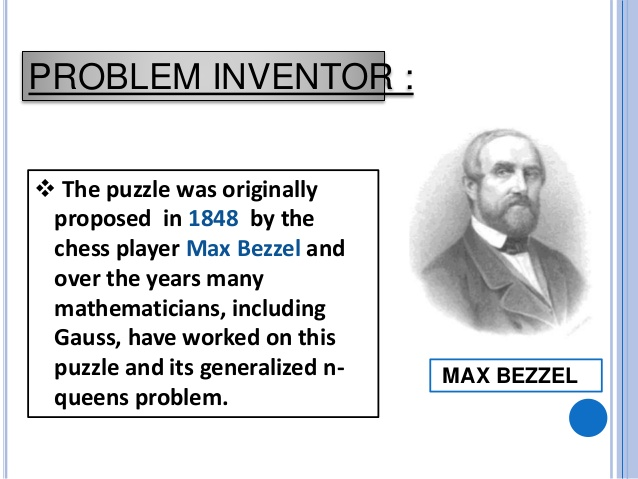 PROBLEM INVENTOR :
❖ The puzzle was originally
proposed in 1848 by the
chess player Max Bezzel and
over the years many
mathematicians, including
Gauss, have worked on this
puzzle and its generalized n-
queens problem.
MAX BEZZEL